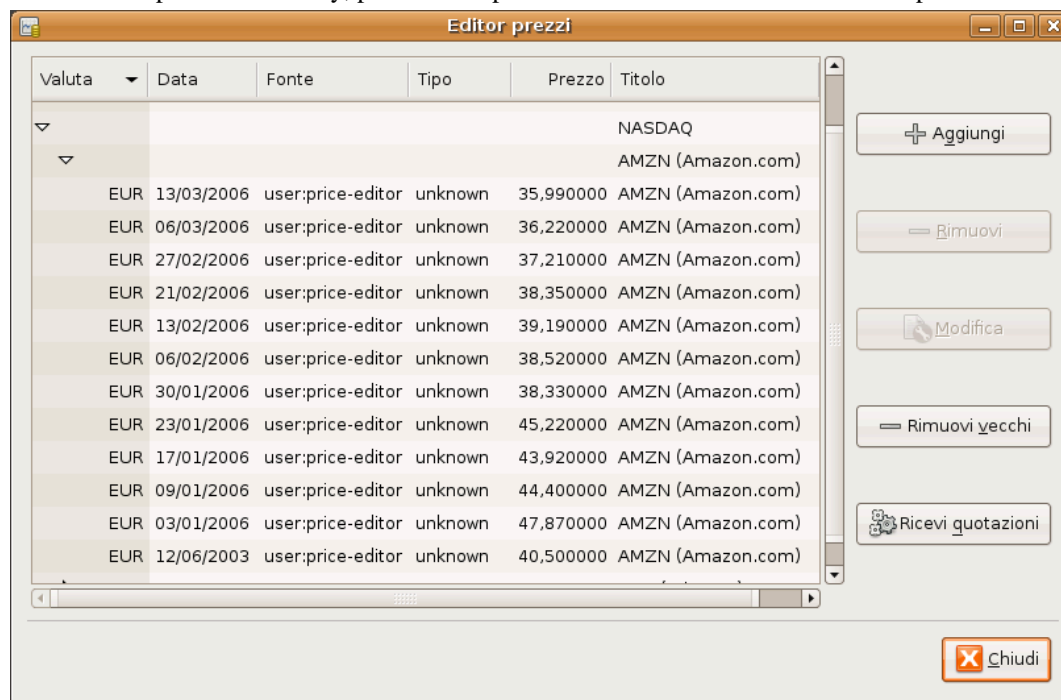 Editor prezzi
Valuta Data Fonte Tipo Prezzo Titolo
NASDAQ
AMZN (Amazon.com)
EUR 13/03/2006 user:price-editor unknown 35,990000 AMZN (Amazon.com)
EUR 06/03/2006 user:price-editor unknown 36,220000 AMZN (Amazon.com)
EUR 27/02/2006 user:price-editor unknown 37,210000 AMZN (Amazon.com)
EUR 21/02/2006 user:price-editor unknown 38,350000 AMZN (Amazon.com)
EUR 13/02/2006 user:price-editor unknown 39,190000 AMZN (Amazon.com)
EUR 06/02/2006 user:price-editor unknown 38,520000 AMZN (Amazon.com)
EUR 30/01/2006 user:price-editor unknown 38,330000 AMZN (Amazon.com)
EUR 23/01/2006 user:price-editor unknown 45,220000 AMZN (Amazon.com)
EUR 17/01/2006 user:price-editor unknown 43,920000 AMZN (Amazon.com)
EUR 09/01/2006 user:price-editor unknown 44,400000 AMZN (Amazon.com)
EUR 03/01/2006 user:price-editor unknown 47,870000 AMZN (Amazon.com)
EUR 12/06/2003 user:price-editor unknown 40,500000 AMZN (Amazon.com)
Aggiungi
Rimuovi
Modifica
Rimuovi vecchi
Ricevi quotazioni
Chiudi